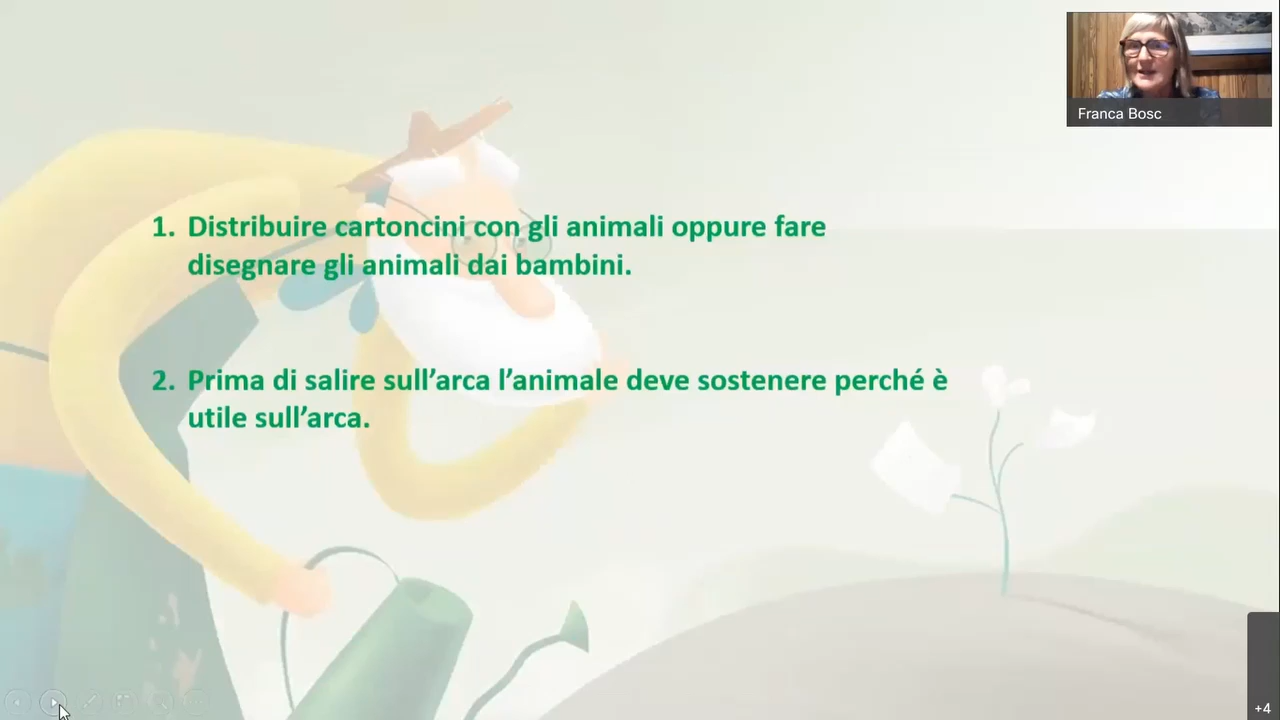 Franca Bosc
1. Distribuire cartoncini con gli animali oppure fare
disegnare gli animali dai bambini.
2. Prima di salire sull’arca l’animale deve sostenere perché è
utile sull’arca.
+4